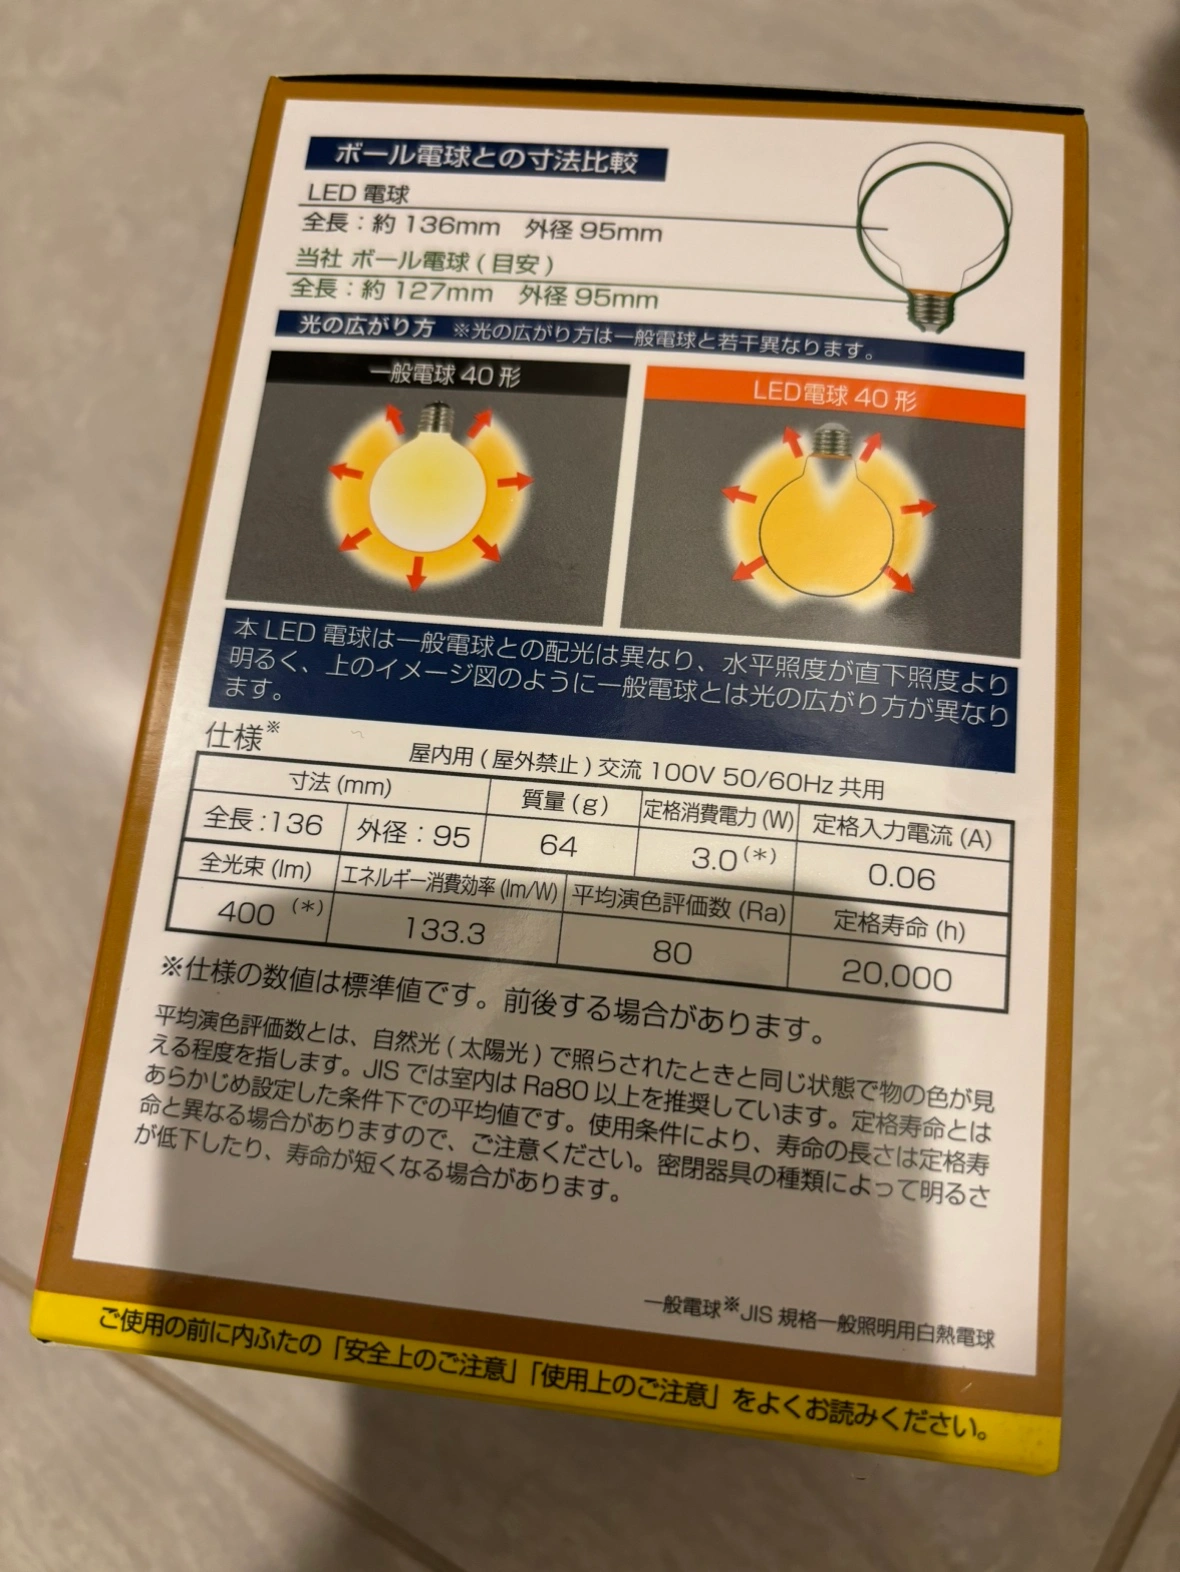 ボール電球との寸法比較
LED 電球
全長：約 136mm　外径 95mm
当社 ボール電球 ( 目安 )
全長：約 127mm　外径 95mm
光の広がり方　※光の広がり方は一般電球と若干異なります。
一般電球 40 形
LED電球 40 形
本 LED 電球は一般電球との配光は異なり、水平照度が直下照度より
明るく、上のイメージ図のように一般電球とは光の広がり方が異なり
ます。
仕様※
屋内用 ( 屋外禁止 ) 交流 100V 50/60Hz 共用
寸法 (mm)　質量 ( g )　定格消費電力 (W)　定格入力電流 (A)
全長 : 136　外径：95　64　3.0（*）　0.06
全光束 (lm)　エネルギー消費効率 (lm/W)　平均演色評価数 (Ra)　定格寿命 (h)
400（*）　133.3　80　20,000
※仕様の数値は標準値です。前後する場合があります。
平均演色評価数とは、自然光 ( 太陽光 ) で照らされたときと同じ状態で物の色が見
える程度を指します。JIS では室内は Ra80 以上を推奨しています。定格寿命とは
あらかじめ設定した条件下での平均値です。使用条件により、寿命の長さは定格寿
命と異なる場合がありますので、ご注意ください。密閉器具の種類によって明るさ
が低下したり、寿命が短くなる場合があります。
一般電球※JIS 規格一般照明用白熱電球
ご使用の前に内ふたの「安全上のご注意」「使用上のご注意」をよくお読みください。